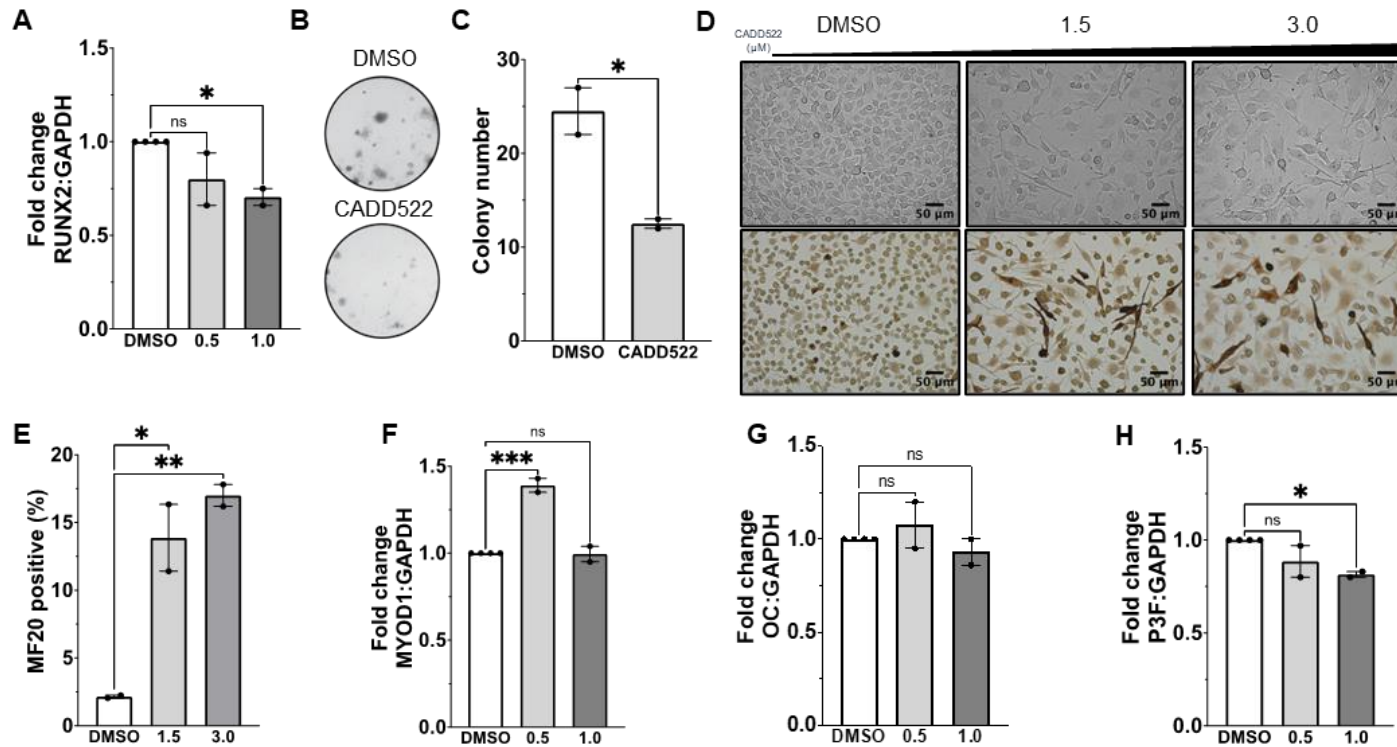 A
Fold change
RUNX2:GAPDH
1.5
1.0
0.5
0.0
ns
*
DMSO
0.5
1.0
B
DMSO
CADD522
C
Colony number
30
20
10
0
*
DMSO
CADD522
D
CADD522
(µM)
DMSO
1.5
3.0
50 µm
50 µm
50 µm
50 µm
50 µm
50 µm
E
MF20 positive (%)
20
15
10
5
0
*
**
DMSO
1.5
3.0
F
Fold change
MYOD1:GAPDH
1.5
1.0
0.5
0.0
ns
***
DMSO
0.5
1.0
G
Fold change
OC:GAPDH
1.5
1.0
0.5
0.0
ns
ns
DMSO
0.5
1.0
H
Fold change
P3F:GAPDH
1.5
1.0
0.5
0.0
*
ns
DMSO
0.5
1.0